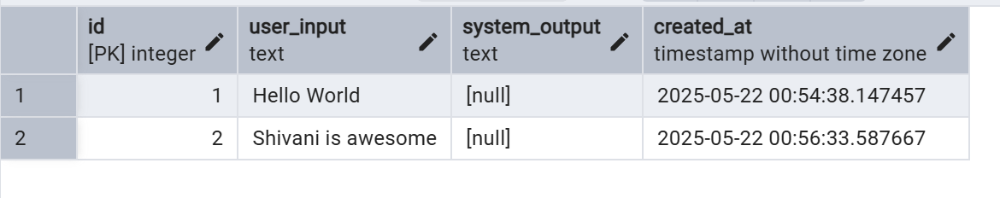 id user_input system_output created_at
[PK] integer text text timestamp without time zone
1 1 Hello World [null] 2025-05-22 00:54:38.147457
2 2 Shivani is awesome [null] 2025-05-22 00:56:33.587667